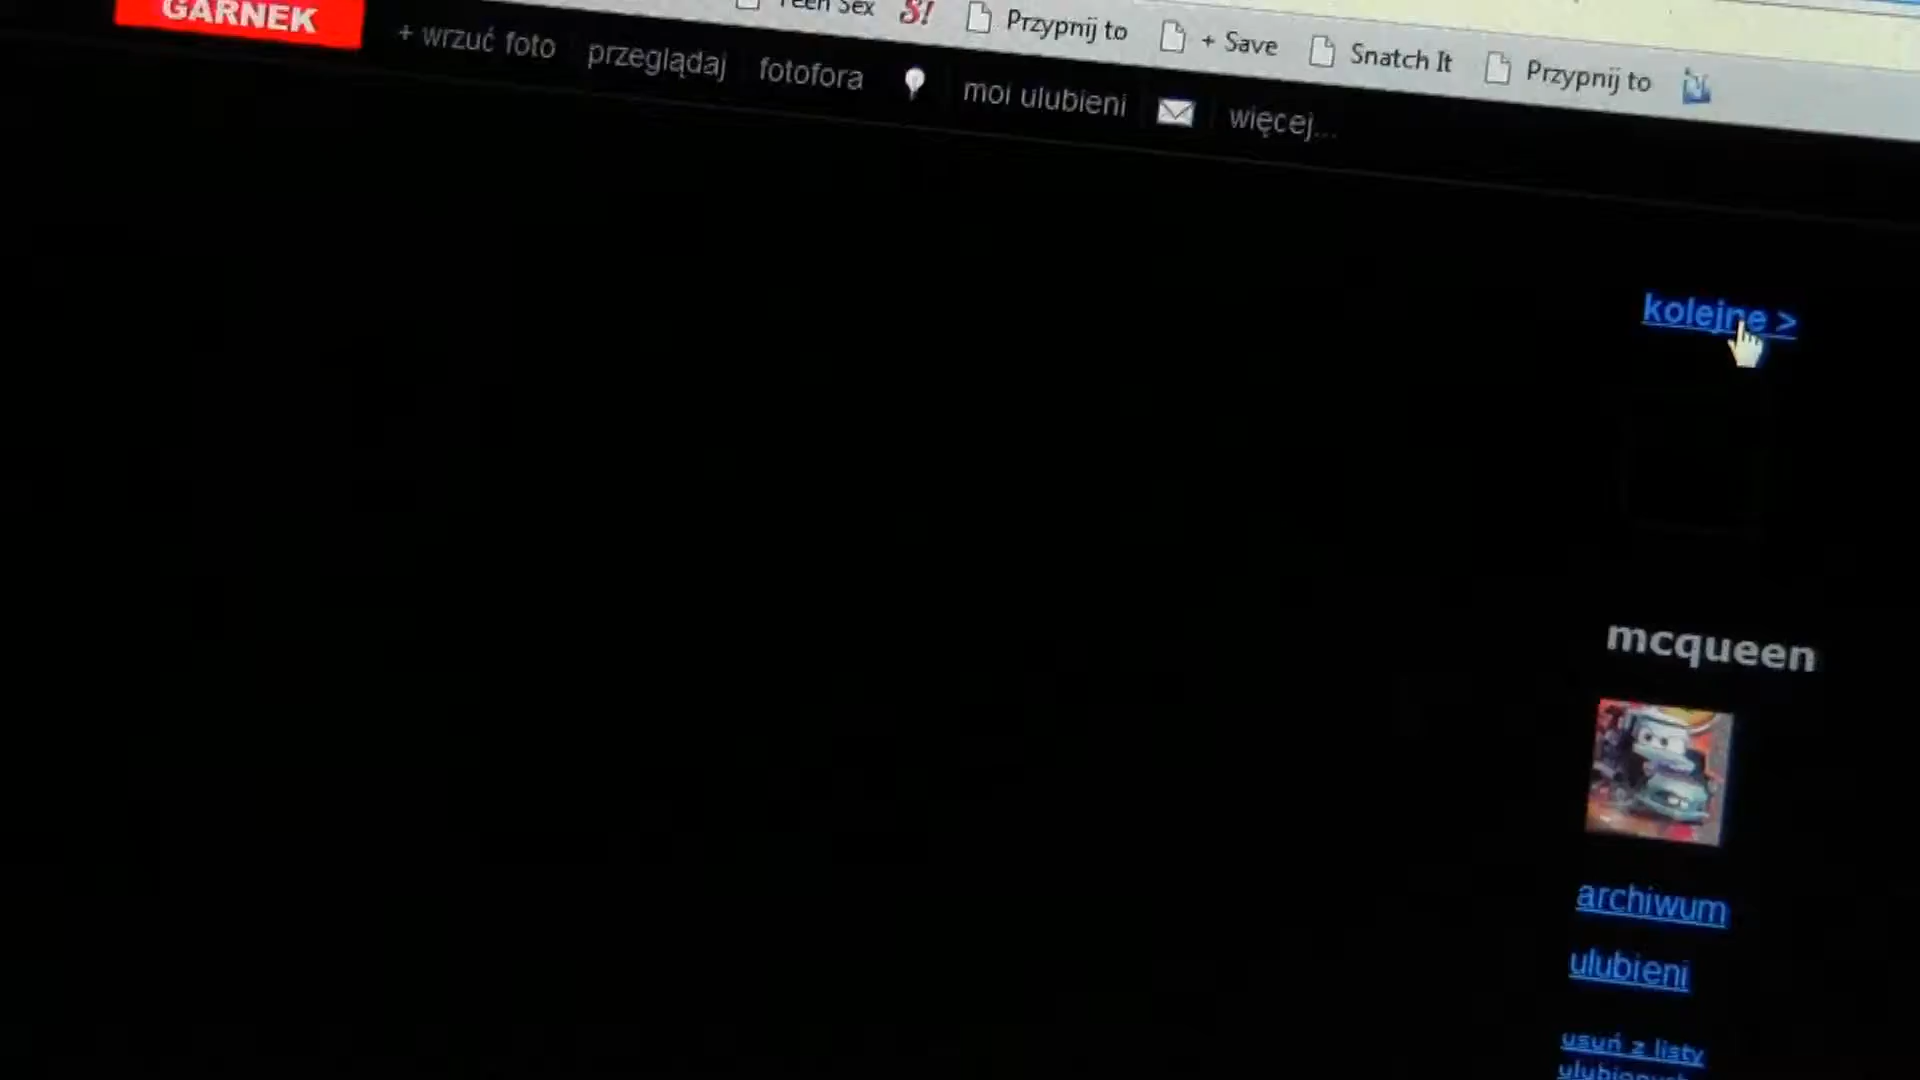 Teen Sex S! Przypnij to + Save Snatch It Przypnij to
GARNEK + wrzuć foto przeglądaj fotofora moi ulubieni więcej...
kolejne >
mcqueen
archiwum
ulubieni
usuń z listy
ulubionych